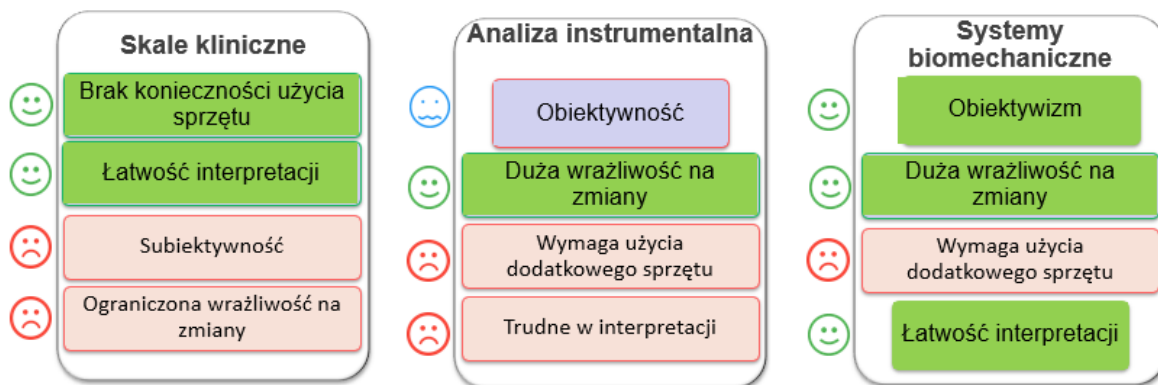 Skale kliniczne
Brak konieczności użycia
sprzętu
Łatwość interpretacji
Subiektywność
Ograniczona wrażliwość na
zmiany
Analiza instrumentalna
Obiektywność
Duża wrażliwość na
zmiany
Wymaga użycia
dodatkowego sprzętu
Trudne w interpretacji
Systemy
biomechaniczne
Obiektywizm
Duża wrażliwość na
zmiany
Wymaga użycia
dodatkowego sprzętu
Łatwość interpretacji